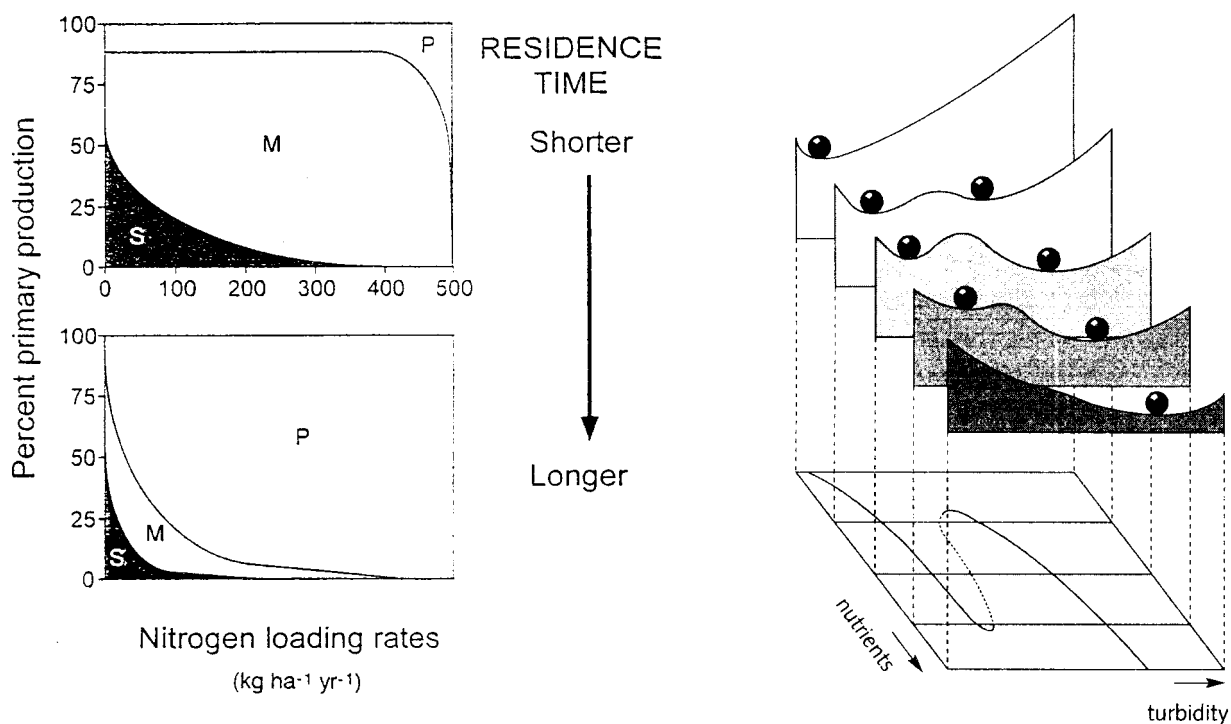 Percent primary production
100
75
50
25
0
P
M
S
0 100 200 300 400 500
100
75
50
25
0
P
M
S
Nitrogen loading rates
(kg ha⁻¹ yr⁻¹)
RESIDENCE
TIME
Shorter
Longer
nutrients
turbidity